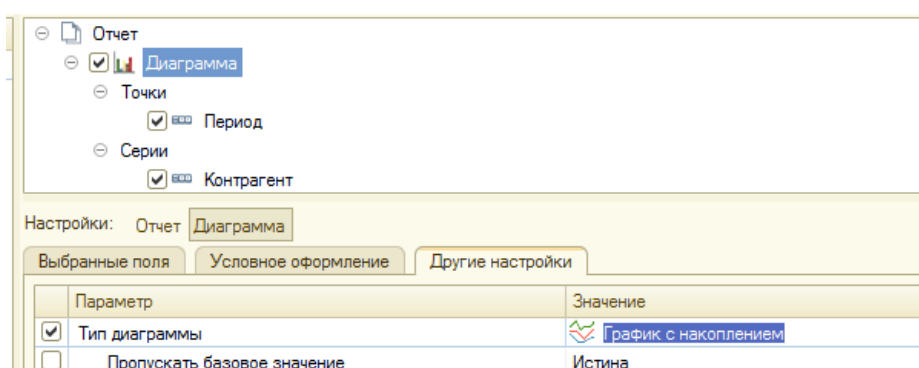 Отчет
Диаграмма
Точки
Период
Серии
Контрагент
Настройки: Отчет Диаграмма
Выбранные поля Условное оформление Другие настройки
Параметр Значение
Тип диаграммы График с накоплением
Пропускать базовое значение Истина